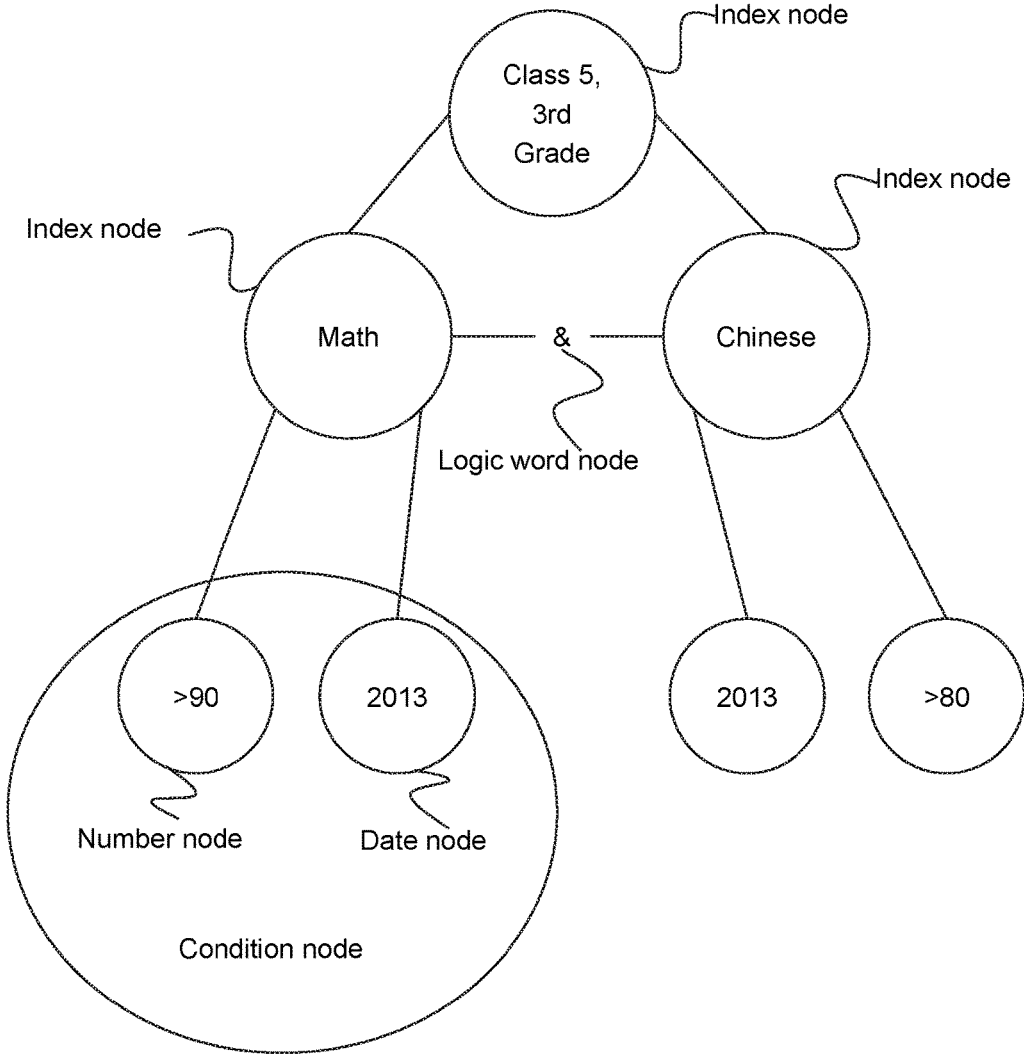 Index node
Class 5,
3rd
Grade
Index node
Index node
Math
&
Chinese
Logic word node
>90
2013
2013
>80
Number node
Date node
Condition node